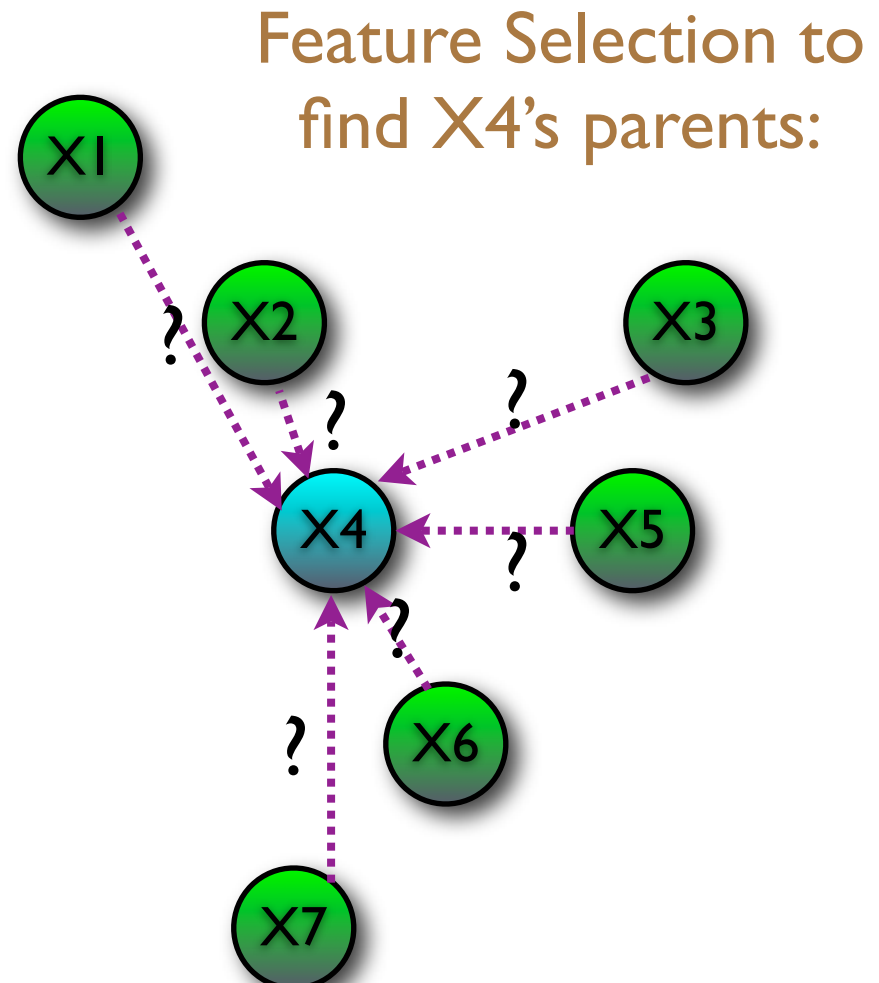 Feature Selection to
find X4’s parents:
X1
?
X2
X3
?
?
X4
X5
?
?
X6
?
X7